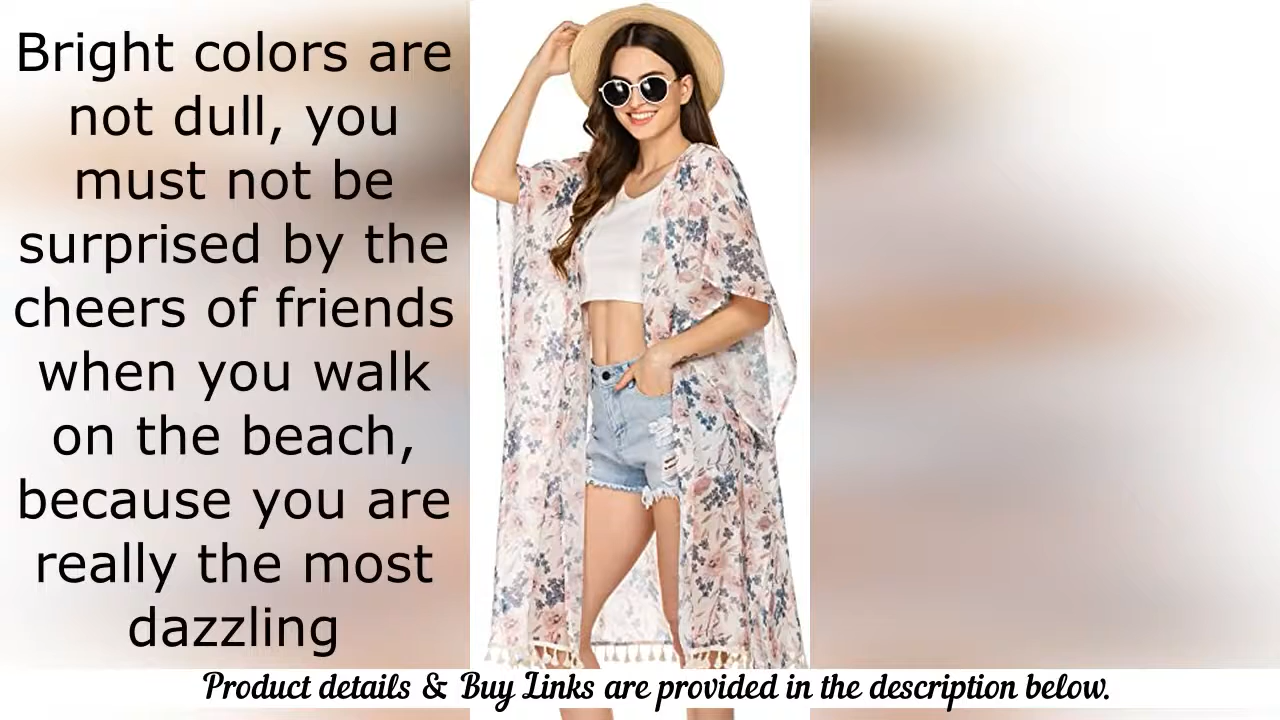 Bright colors are
not dull, you
must not be
surprised by the
cheers of friends
when you walk
on the beach,
because you are
really the most
dazzling
Product details & Buy Links are provided in the description below.